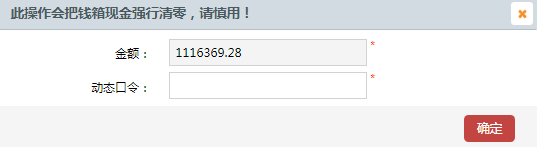 此操作会把钱箱现金强行清零，请慎用！
金额： 1116369.28 *
动态口令： *
确定